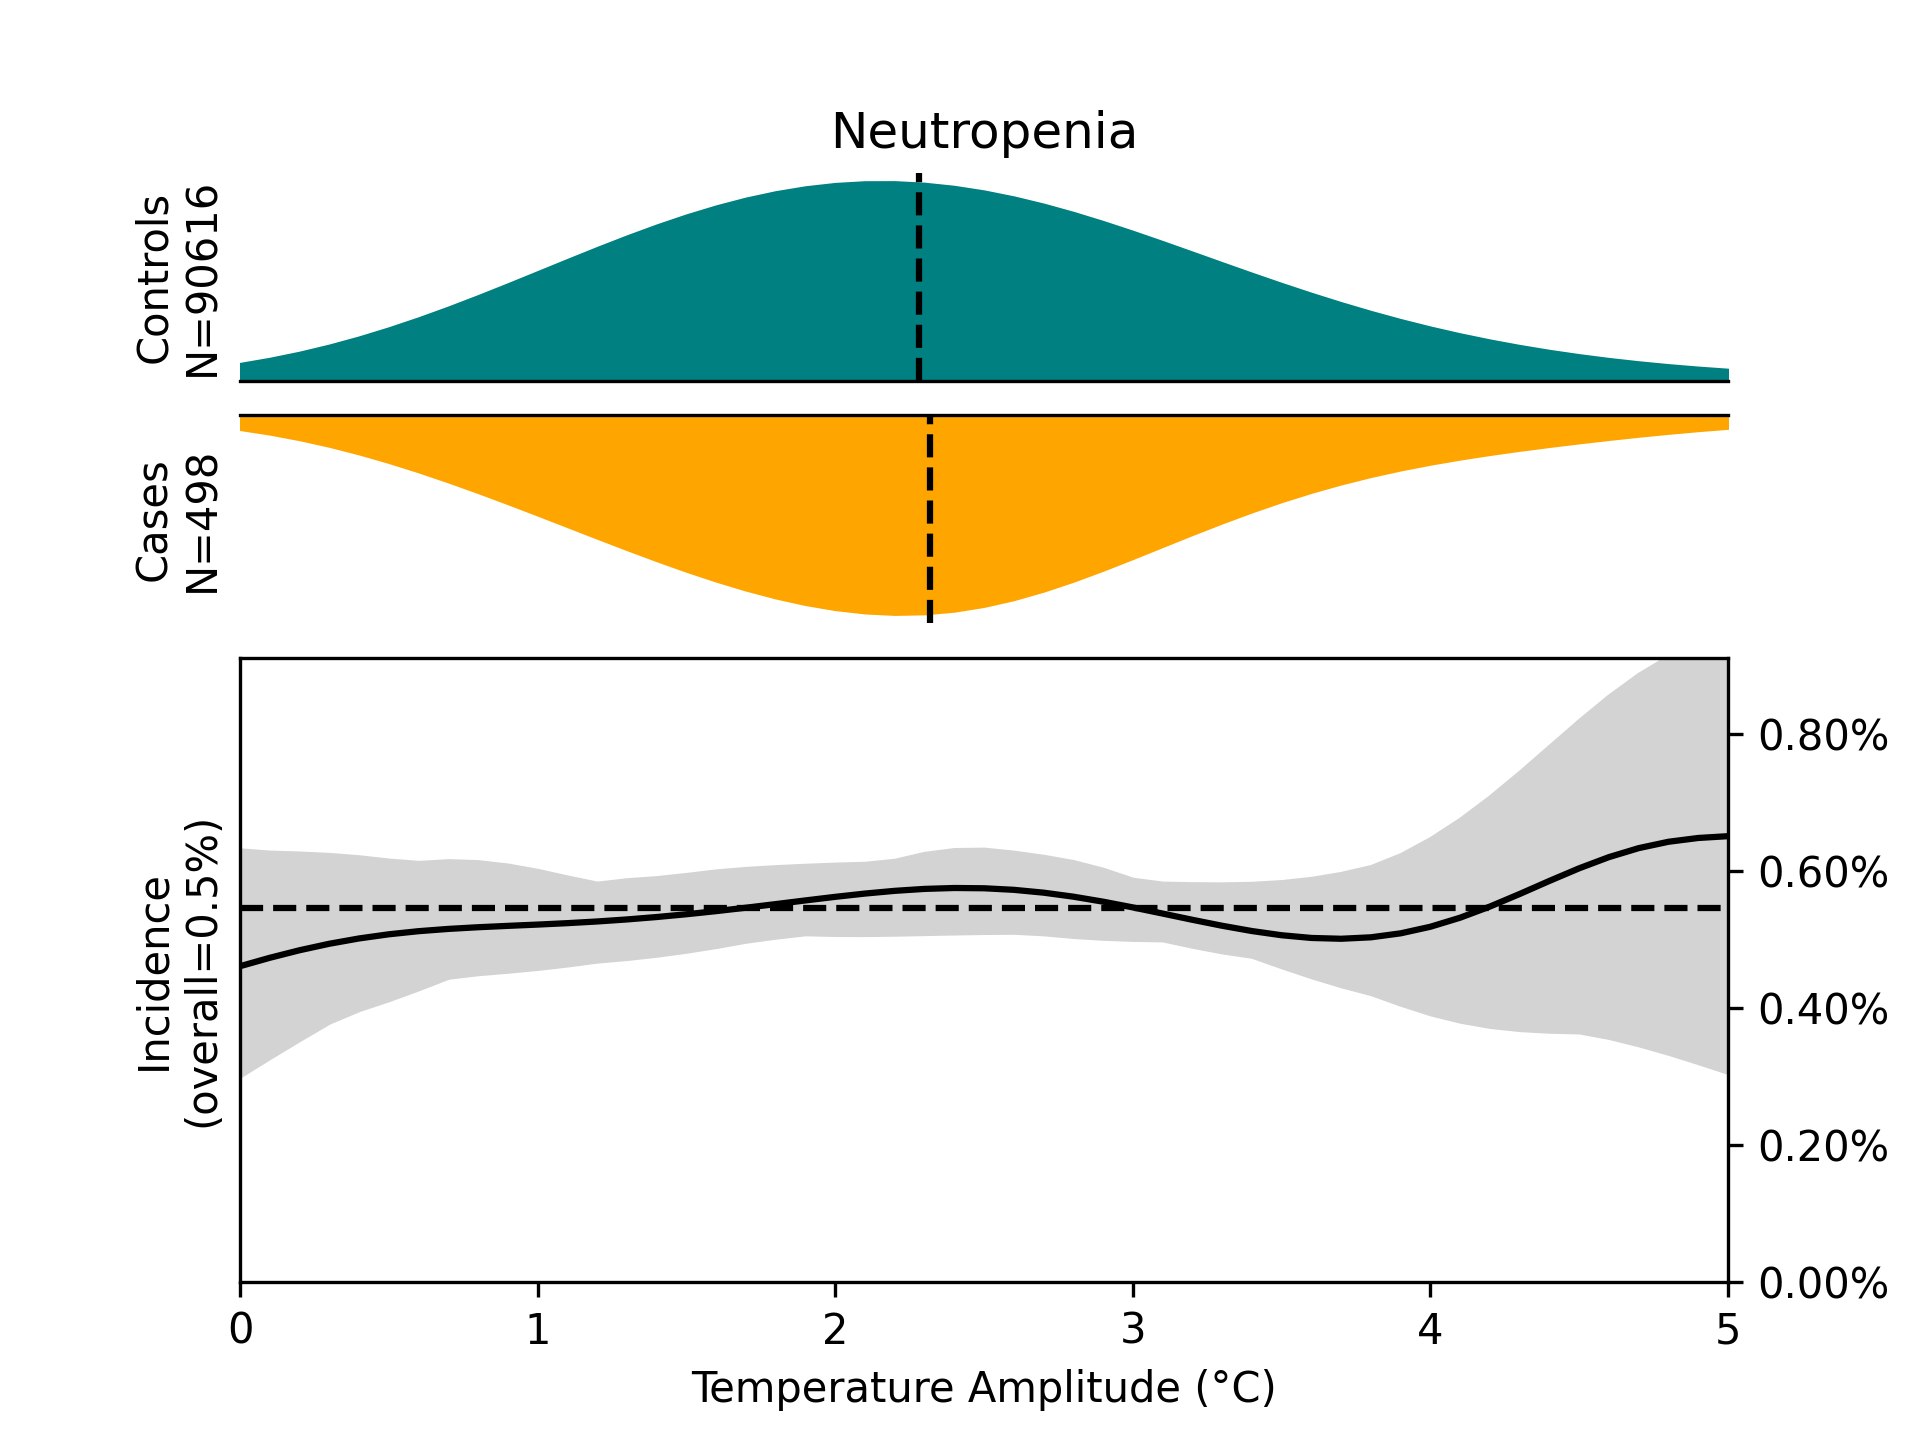 Neutropenia
Controls
N=90616
Cases
N=498
Incidence
(overall=0.5%)
0.80%
0.60%
0.40%
0.20%
0.00%
0 1 2 3 4 5
Temperature Amplitude (°C)